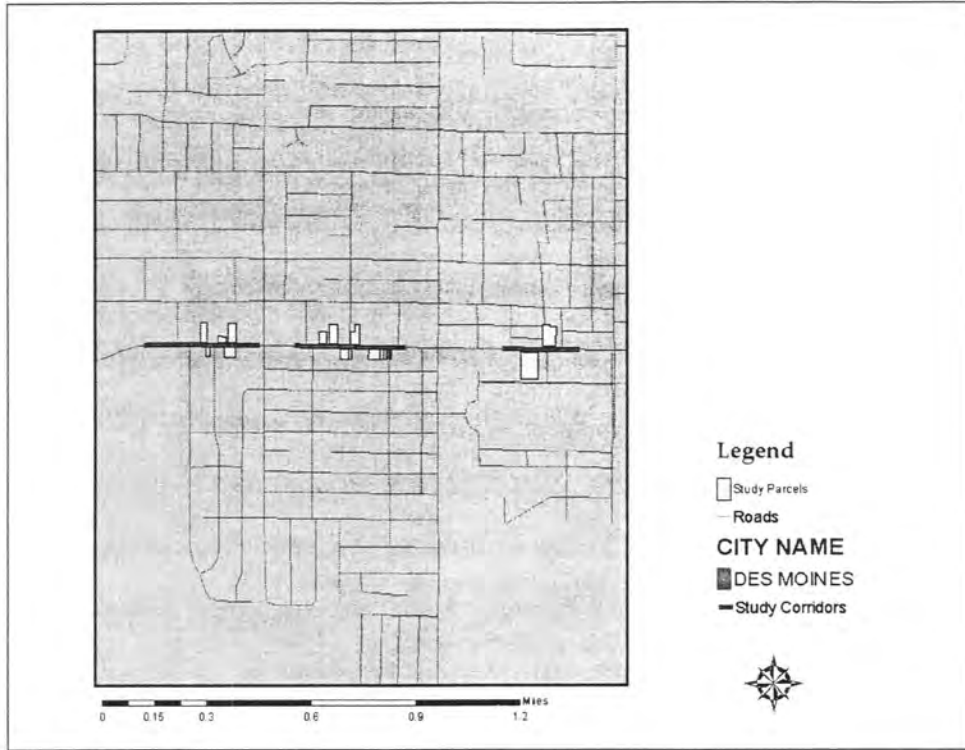 Legend
Study Parcels
Roads
CITY NAME
DES MOINES
Study Corridors
Miles
0 0.15 0.3 0.6 0.9 1.2